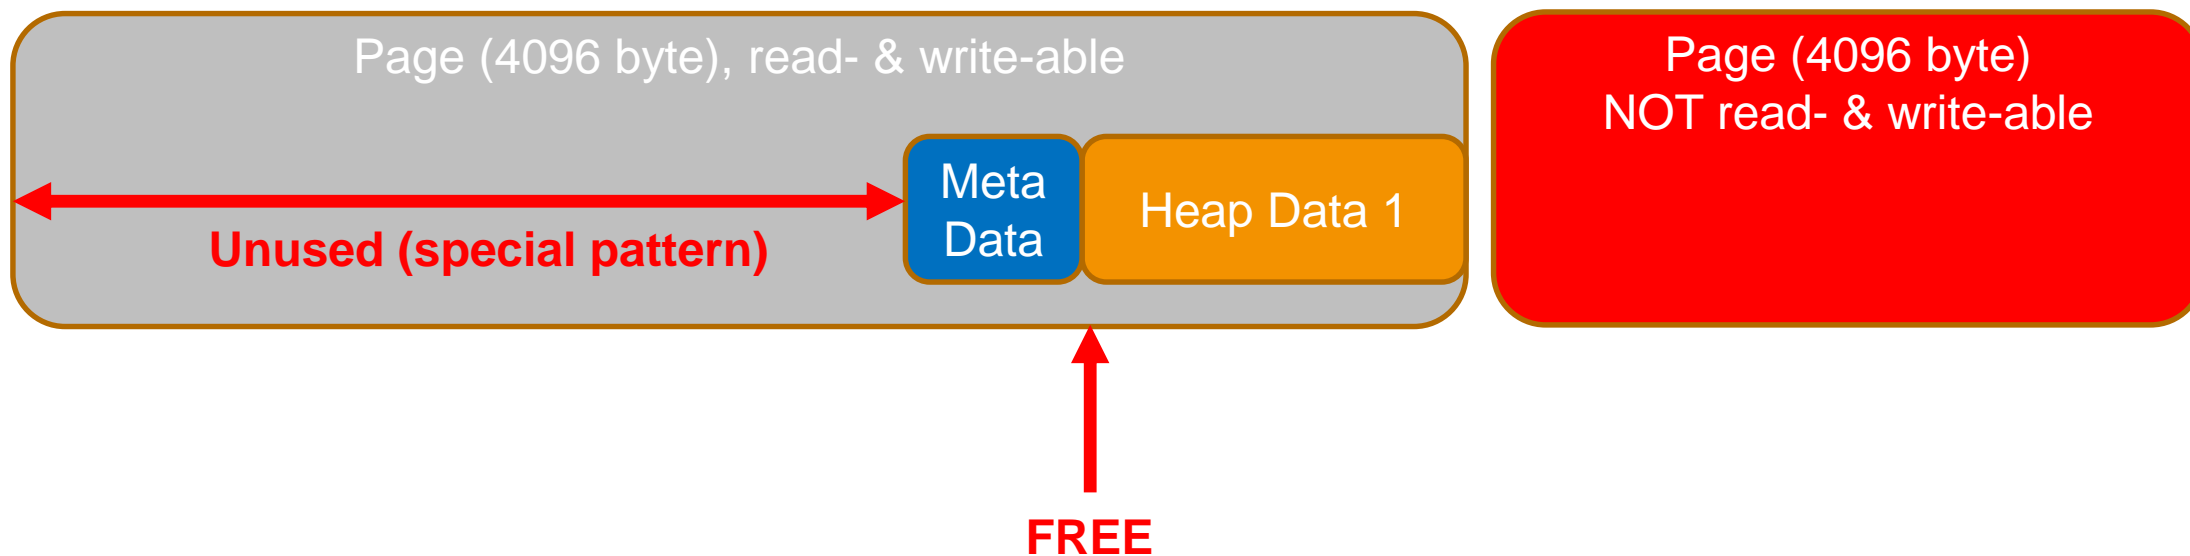 Page (4096 byte), read- & write-able
Page (4096 byte)
NOT read- & write-able
Meta
Data
Heap Data 1
Unused (special pattern)
FREE